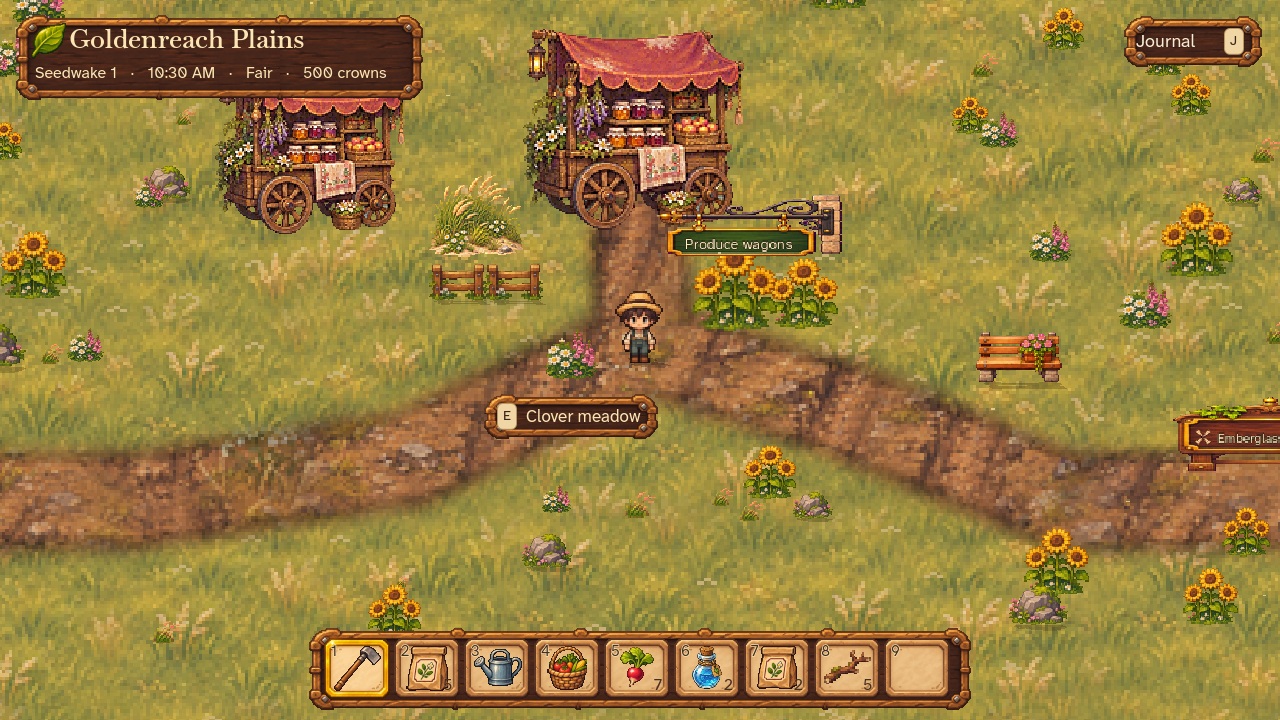 Goldenreach Plains
Seedwake 1 · 10:30 AM · Fair · 500 crowns
Journal J
Produce wagons
E Clover meadow
Emberglas
1 2 3 4 5 6 7 8 9
5 7 2 2 5